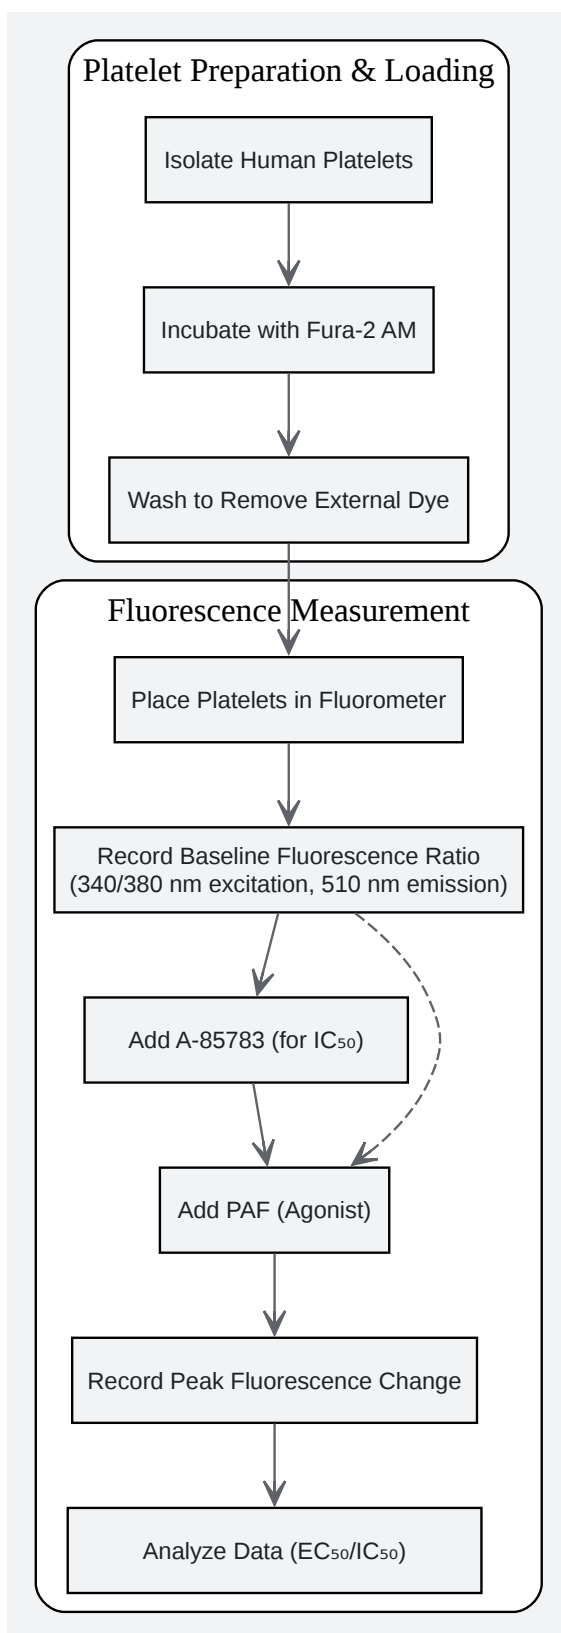 Platelet Preparation & Loading
Isolate Human Platelets
Incubate with Fura-2 AM
Wash to Remove External Dye
Fluorescence Measurement
Place Platelets in Fluorometer
Record Baseline Fluorescence Ratio
(340/380 nm excitation, 510 nm emission)
Add A-85783 (for IC₅₀)
Add PAF (Agonist)
Record Peak Fluorescence Change
Analyze Data (EC₅₀/IC₅₀)